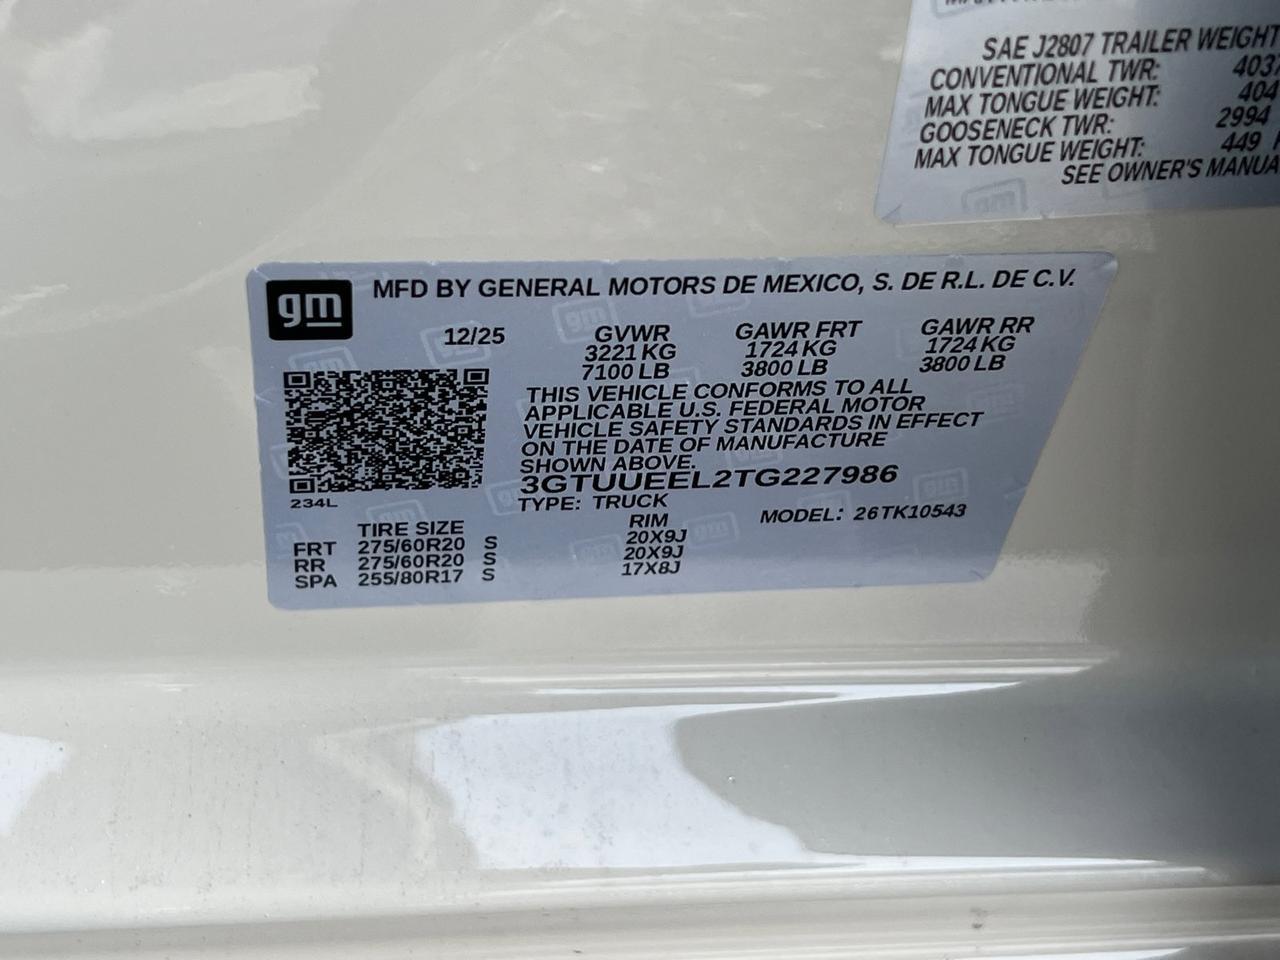 SAE J2807 TRAILER WEIGHT
CONVENTIONAL TWR: 4037
MAX TONGUE WEIGHT: 404
GOOSENECK TWR: 2994
MAX TONGUE WEIGHT: 449
SEE OWNER'S MANUA
gm MFD BY GENERAL MOTORS DE MEXICO, S. DE R.L. DE C.V.
12/25 GVWR GAWR FRT GAWR RR
3221 KG 1724 KG 1724 KG
7100 LB 3800 LB 3800 LB
THIS VEHICLE CONFORMS TO ALL
APPLICABLE U.S. FEDERAL MOTOR
VEHICLE SAFETY STANDARDS IN EFFECT
ON THE DATE OF MANUFACTURE
SHOWN ABOVE.
3GTUUEEL2TG227986
234L TYPE: TRUCK MODEL: 26TK10543
TIRE SIZE RIM
FRT 275/60R20 S 20X9J
RR 275/60R20 S 20X9J
SPA 255/80R17 S 17X8J